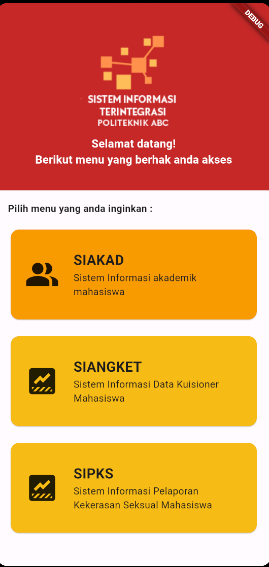 DEBUG
SISTEM INFORMASI
TERINTEGRASI
POLITEKNIK ABC
Selamat datang!
Berikut menu yang berhak anda akses
Pilih menu yang anda inginkan :
SIAKAD
Sistem Informasi akademik
mahasiswa
SIANGKET
Sistem Informasi Data Kuisioner
Mahasiswa
SIPKS
Sistem Informasi Pelaporan
Kekerasan Seksual Mahasiswa